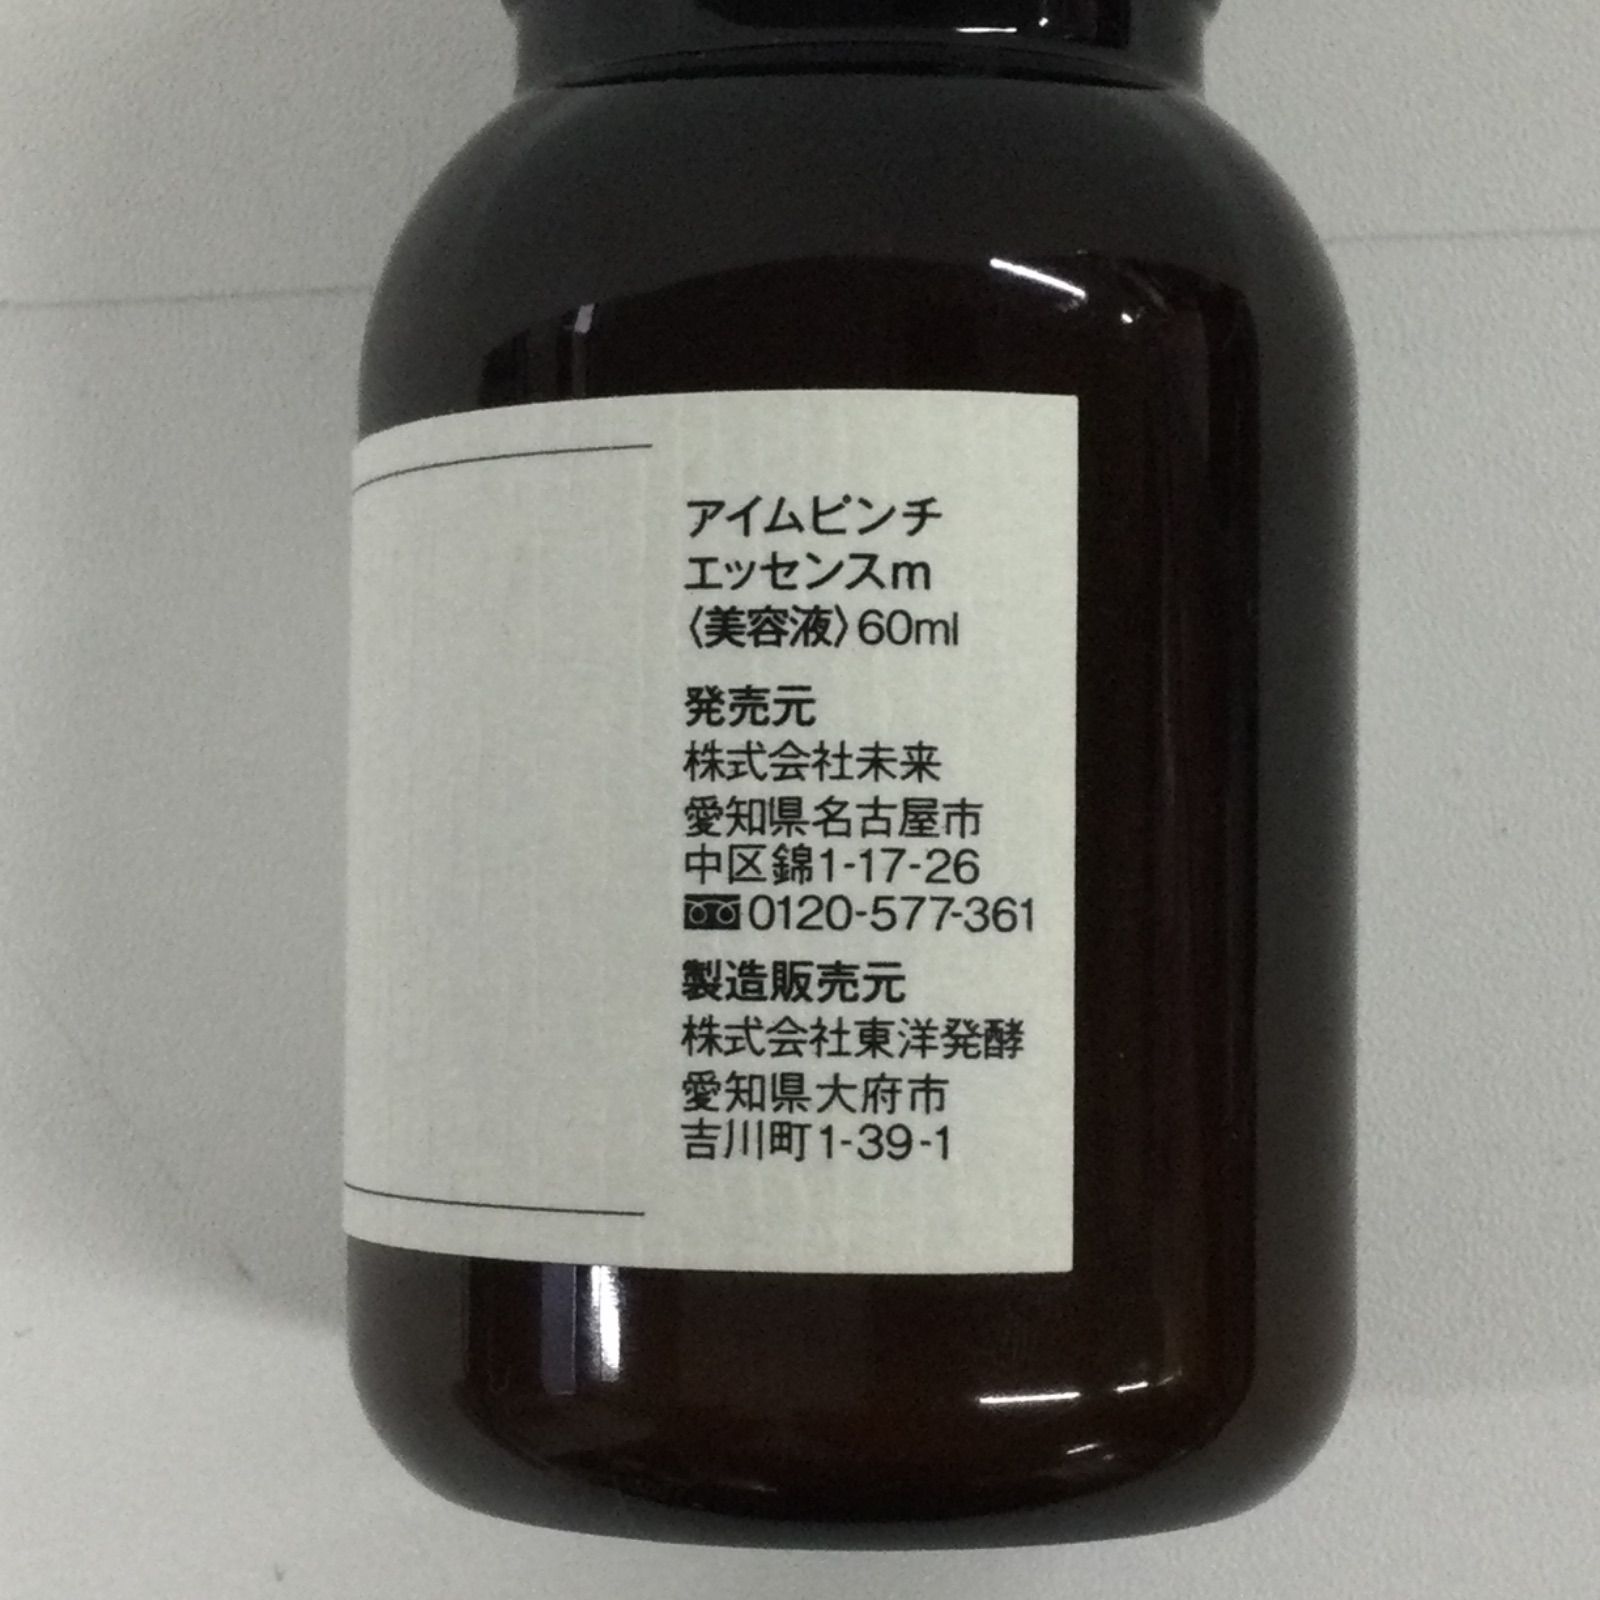 アイムピンチ
エッセンスm
〈美容液〉60ml
発売元
株式会社未来
愛知県名古屋市
中区錦1-17-26
0120-577-361
製造販売元
株式会社東洋発酵
愛知県大府市
吉川町1-39-1